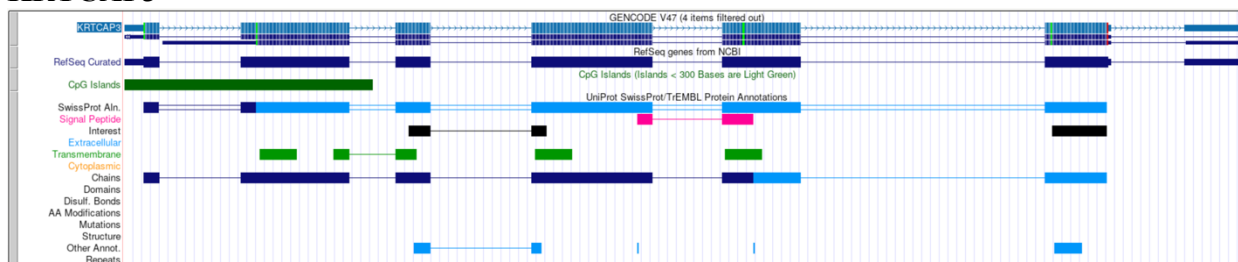 GENCODE V47 (4 items filtered out)
KRTCAP3
RefSeq genes from NCBI
RefSeq Curated
CpG Islands (Islands < 300 Bases are Light Green)
CpG Islands
UniProt SwissProt/TrEMBL Protein Annotations
SwissProt Aln.
Signal Peptide
Interest
Extracellular
Transmembrane
Cytoplasmic
Chains
Domains
Disulf. Bonds
AA Modifications
Mutations
Structure
Other Annot.
Repeats